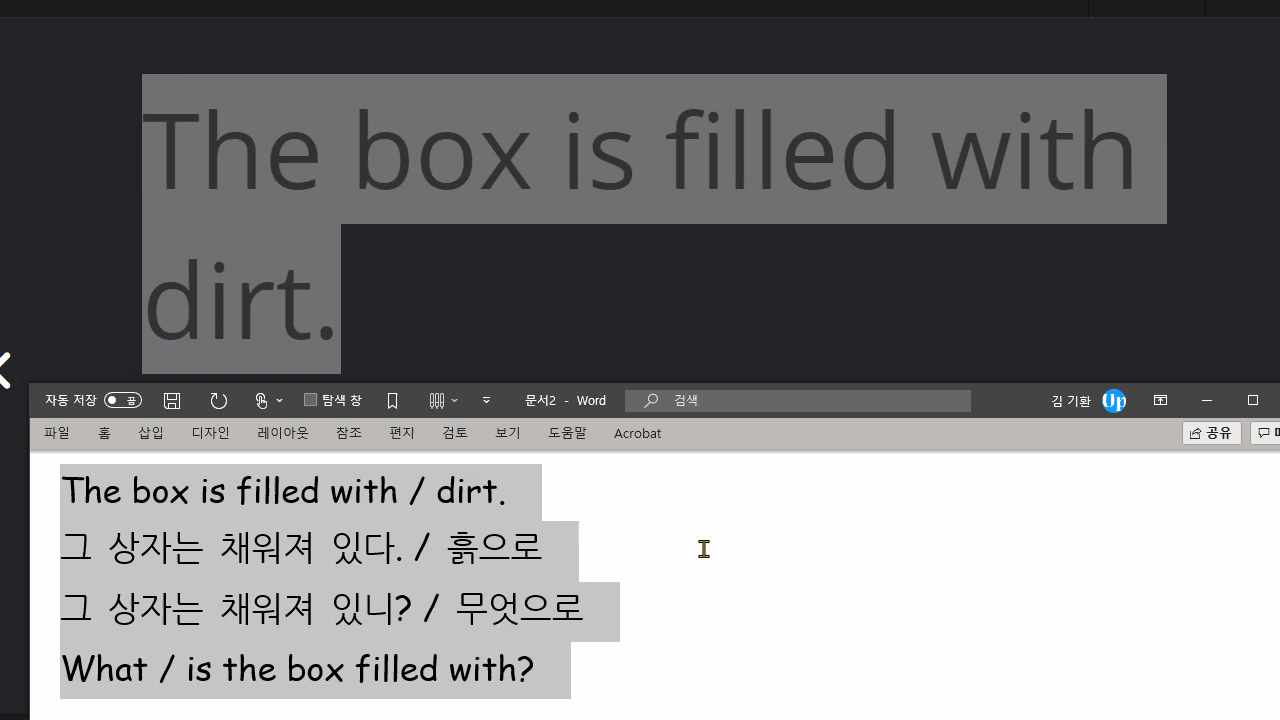 The box is filled with
dirt.
자동 저장 끔 탐색 창 문서2 - Word 검색 김 기환 Up
파일 홈 삽입 디자인 레이아웃 참조 편지 검토 보기 도움말 Acrobat 공유
The box is filled with / dirt.
그 상자는 채워져 있다. / 흙으로
그 상자는 채워져 있니? / 무엇으로
What / is the box filled with?